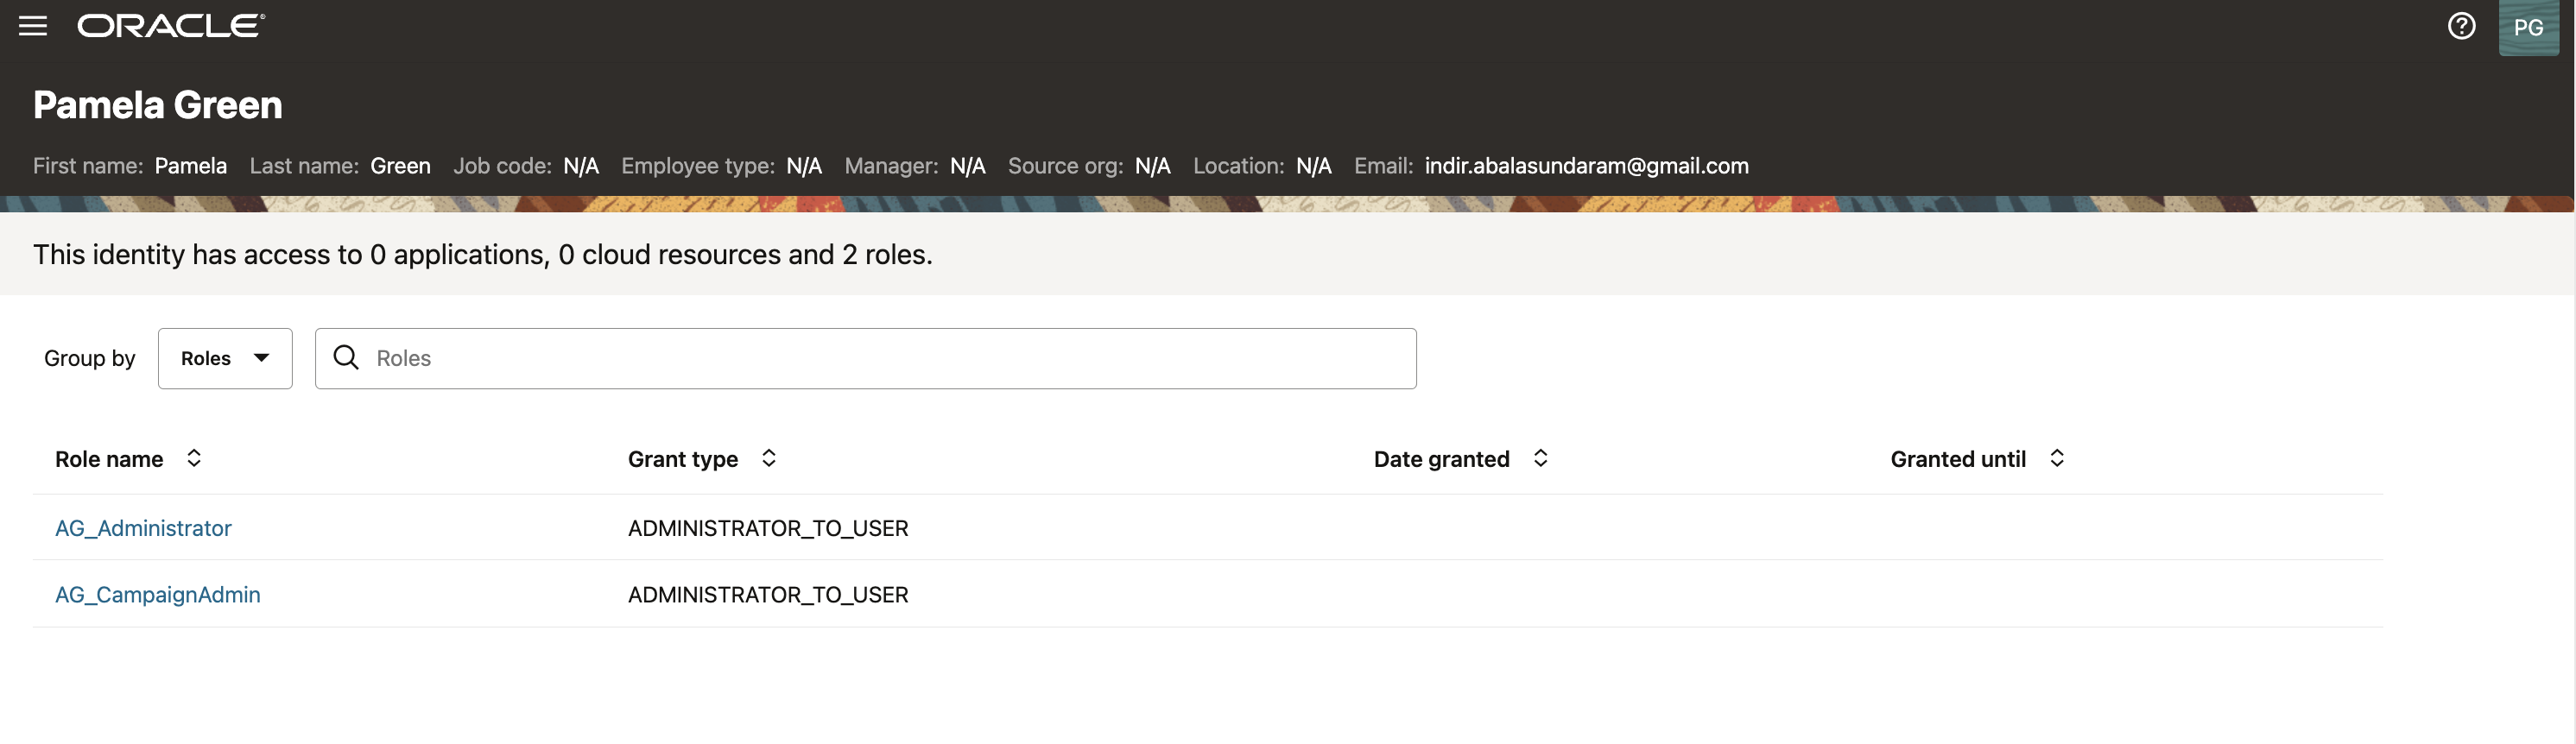 ORACLE
PG
Pamela Green
First name: Pamela Last name: Green Job code: N/A Employee type: N/A Manager: N/A Source org: N/A Location: N/A Email: indir.abalasundaram@gmail.com
This identity has access to 0 applications, 0 cloud resources and 2 roles.
Group by Roles Roles
Role name Grant type Date granted Granted until
AG_Administrator ADMINISTRATOR_TO_USER
AG_CampaignAdmin ADMINISTRATOR_TO_USER